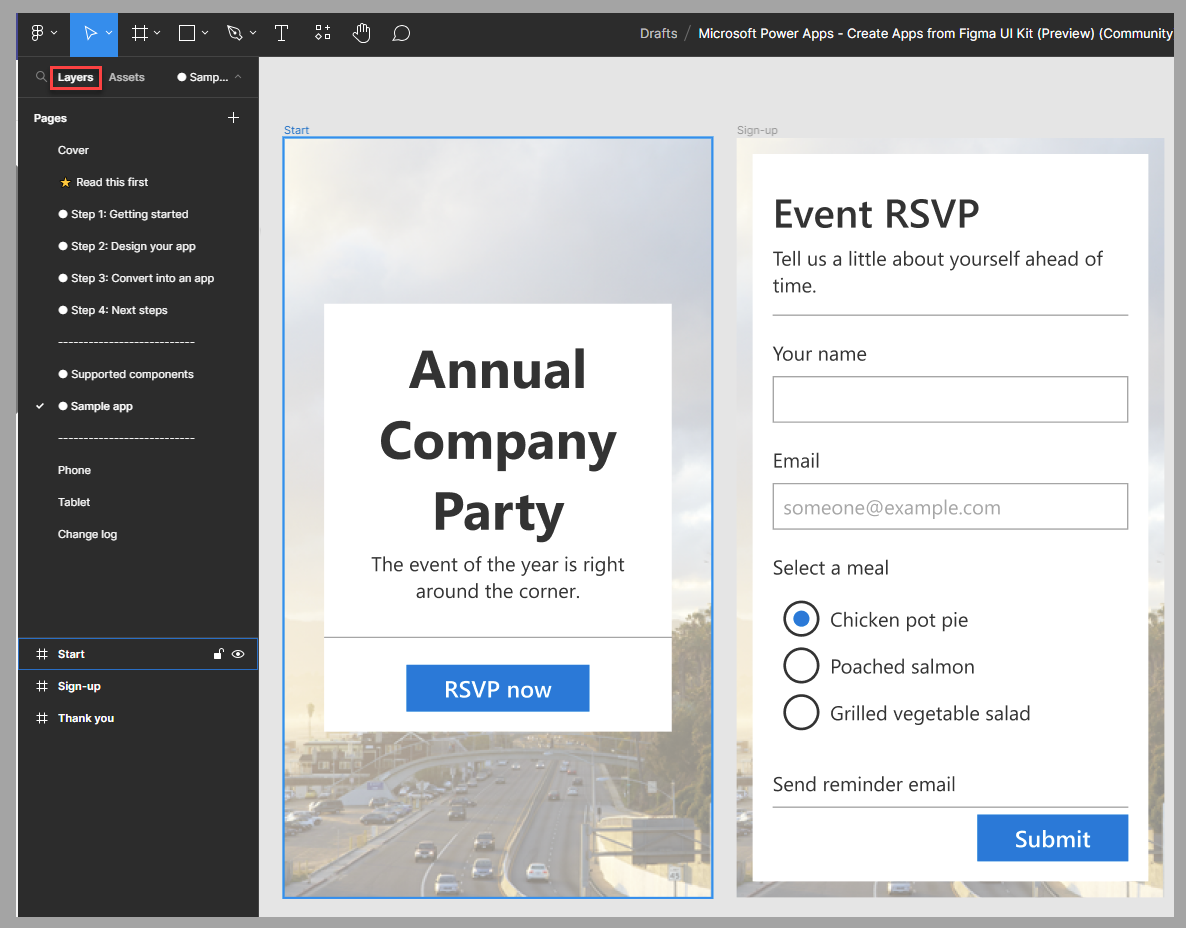 Drafts / Microsoft Power Apps - Create Apps from Figma UI Kit (Preview) (Community
Layers Assets Samp...
Pages
Cover
Read this first
Step 1: Getting started
Step 2: Design your app
Step 3: Convert into an app
Step 4: Next steps
---------------------------
Supported components
Sample app
---------------------------
Phone
Tablet
Change log
Start
Sign-up
Thank you
Start
Annual
Company
Party
The event of the year is right
around the corner.
RSVP now
Sign-up
Event RSVP
Tell us a little about yourself ahead of
time.
Your name
Email
someone@example.com
Select a meal
Chicken pot pie
Poached salmon
Grilled vegetable salad
Send reminder email
Submit
45